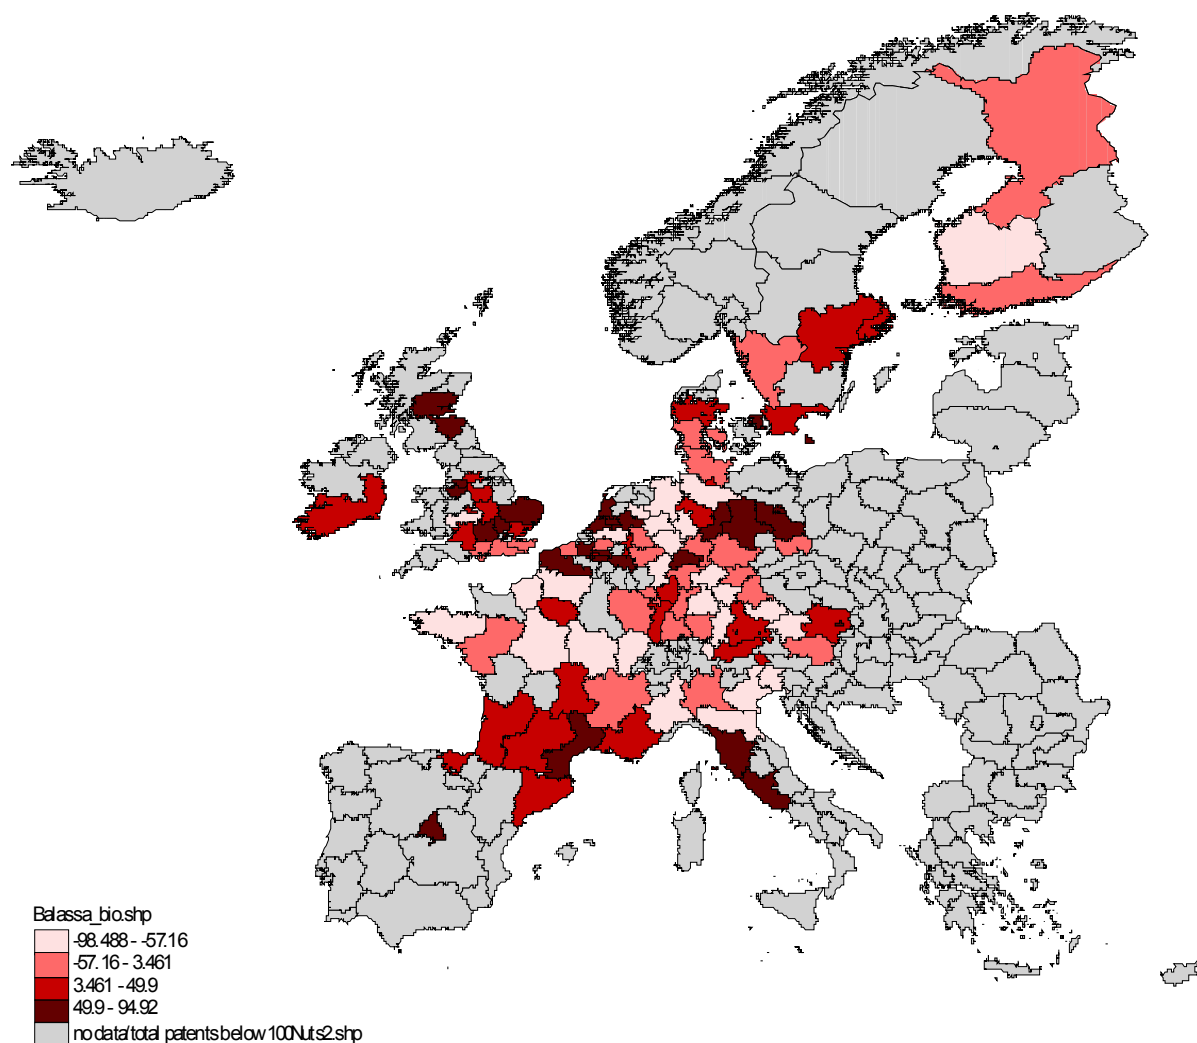 Balassa_bio.shp
-98.488 - -57.16
-57.16 - 3.461
3.461 - 49.9
49.9 - 94.92
no data/total patents below 100Nuts2.shp